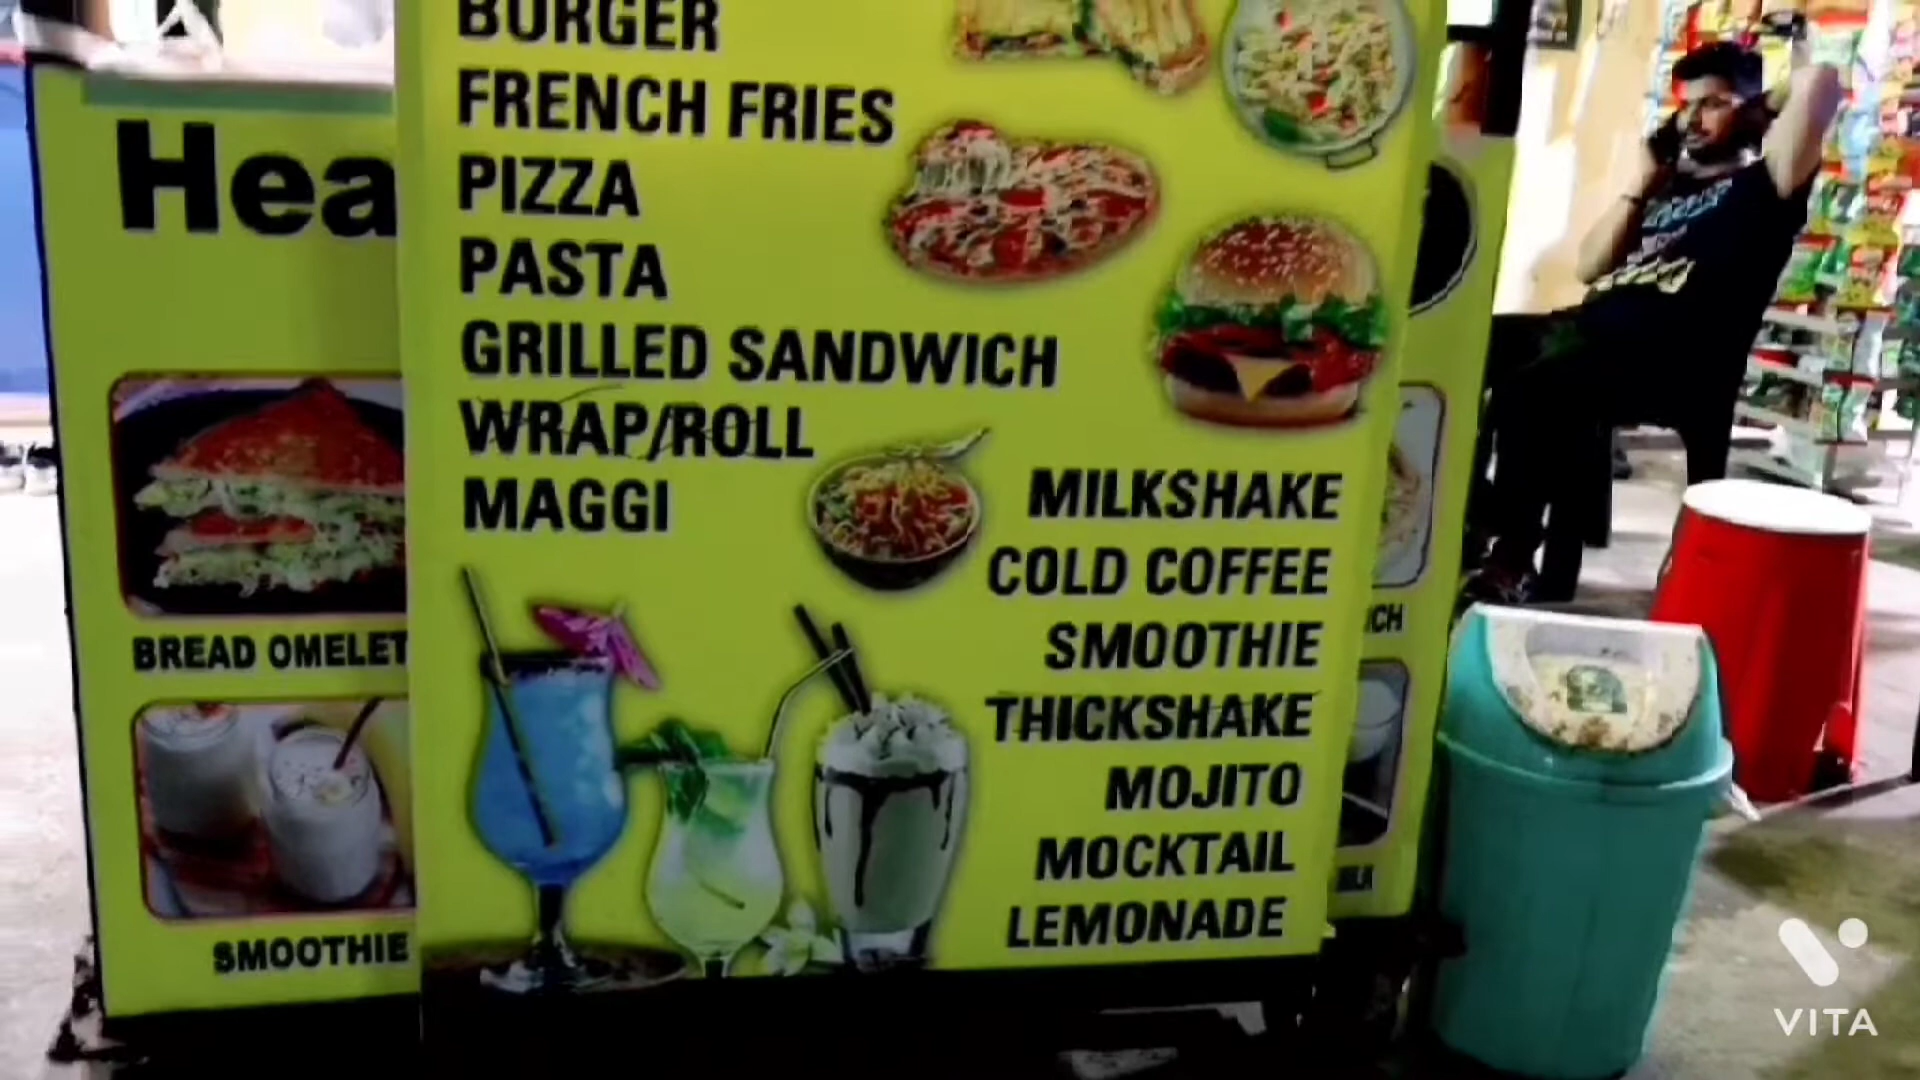 BURGER
FRENCH FRIES
PIZZA
PASTA
GRILLED SANDWICH
WRAP/ROLL
MAGGI
MILKSHAKE
COLD COFFEE
SMOOTHIE
THICKSHAKE
MOJITO
MOCKTAIL
LEMONADE
Hea
BREAD OMELET
SMOOTHIE
VITA